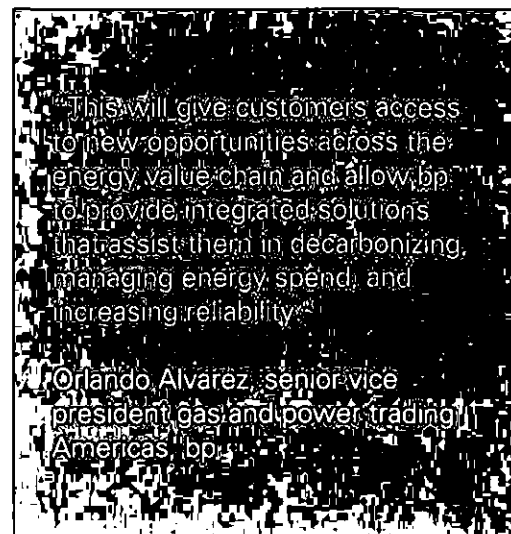 "This will give customers access
to new opportunities across the
energy value chain and allow bp
to provide integrated solutions
that assist them in decarbonizing,
managing energy spend, and
increasing reliability."
Orlando Alvarez, senior vice
president gas and power trading
Americas, bp